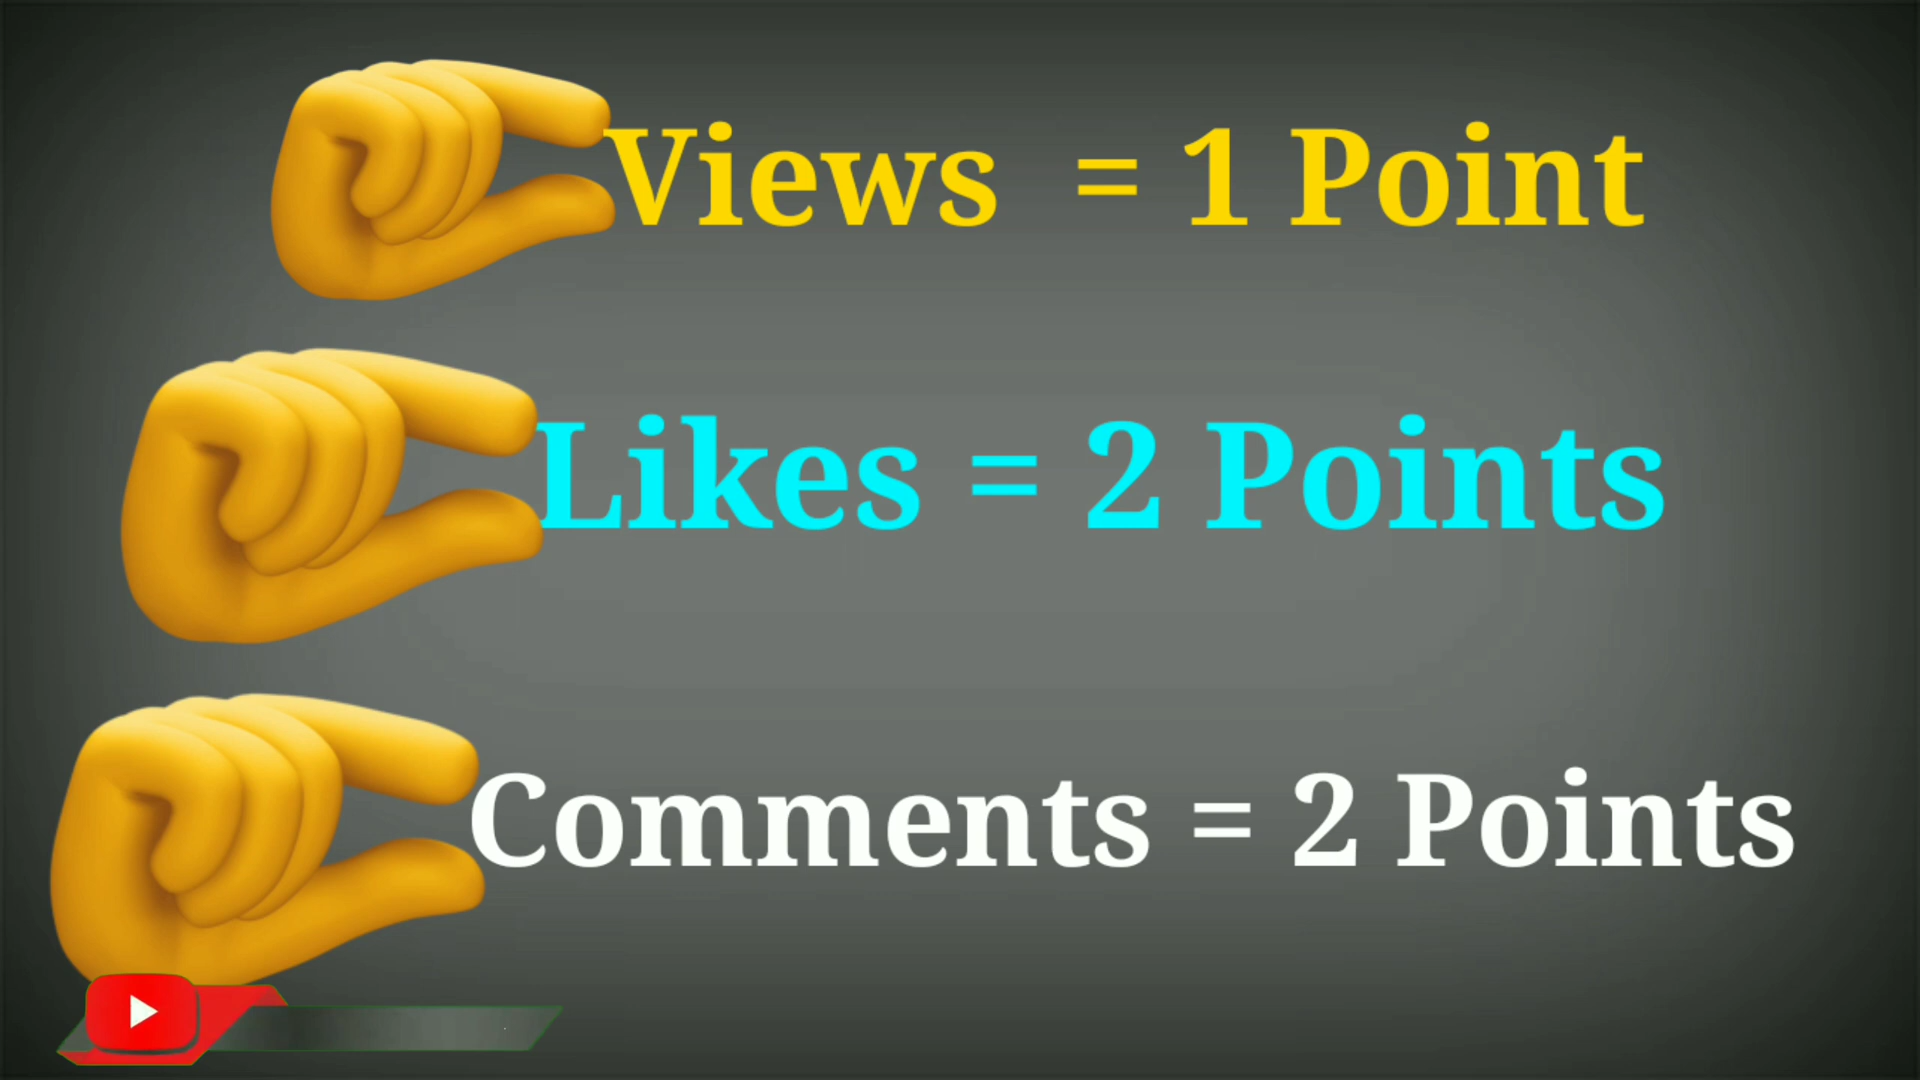 Views = 1 Point
Likes = 2 Points
Comments = 2 Points